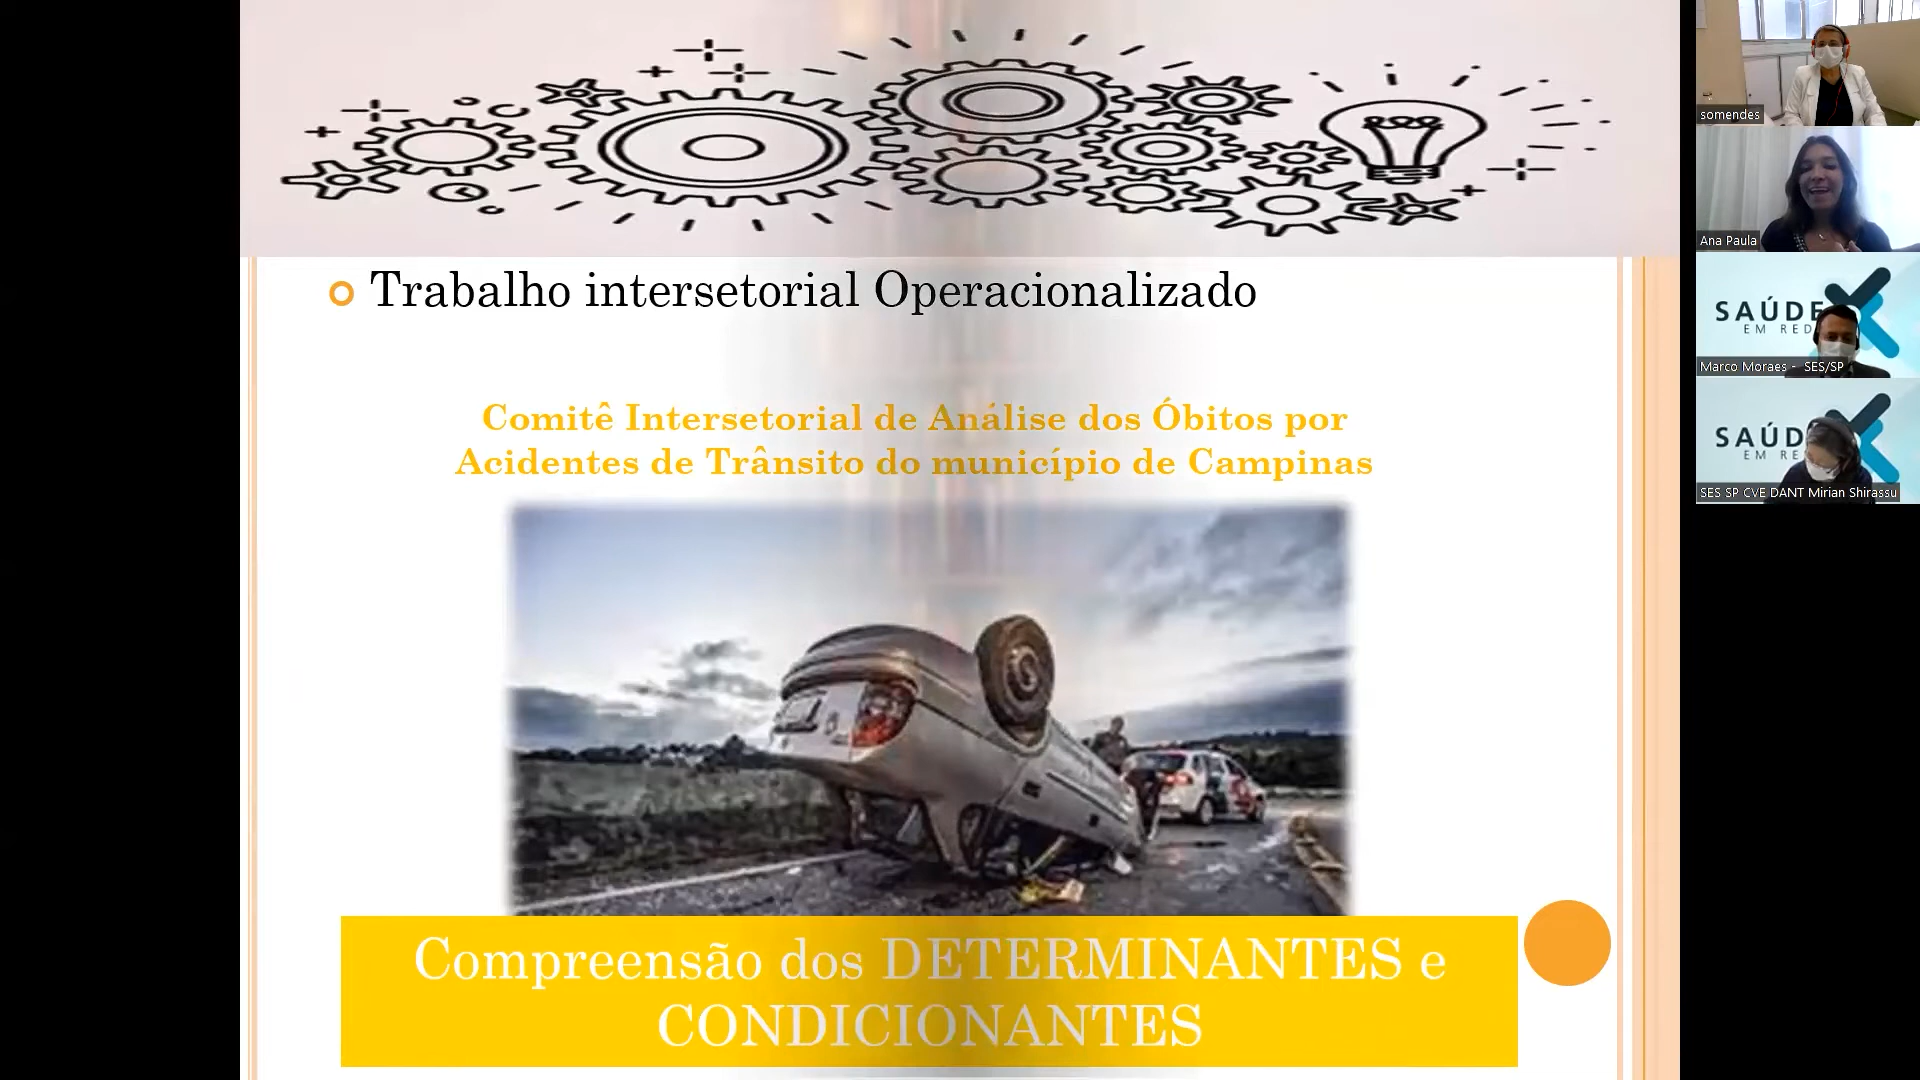 Trabalho intersetorial Operacionalizado
Comitê Intersetorial de Análise dos Óbitos por
Acidentes de Trânsito do município de Campinas
Compreensão dos DETERMINANTES e
CONDICIONANTES
somendes
Ana Paula
SAÚDE
EM RED
Marco Moraes - SES/SP
SAÚD
EM RE
SES SP CVE DANT Mirian Shirassu